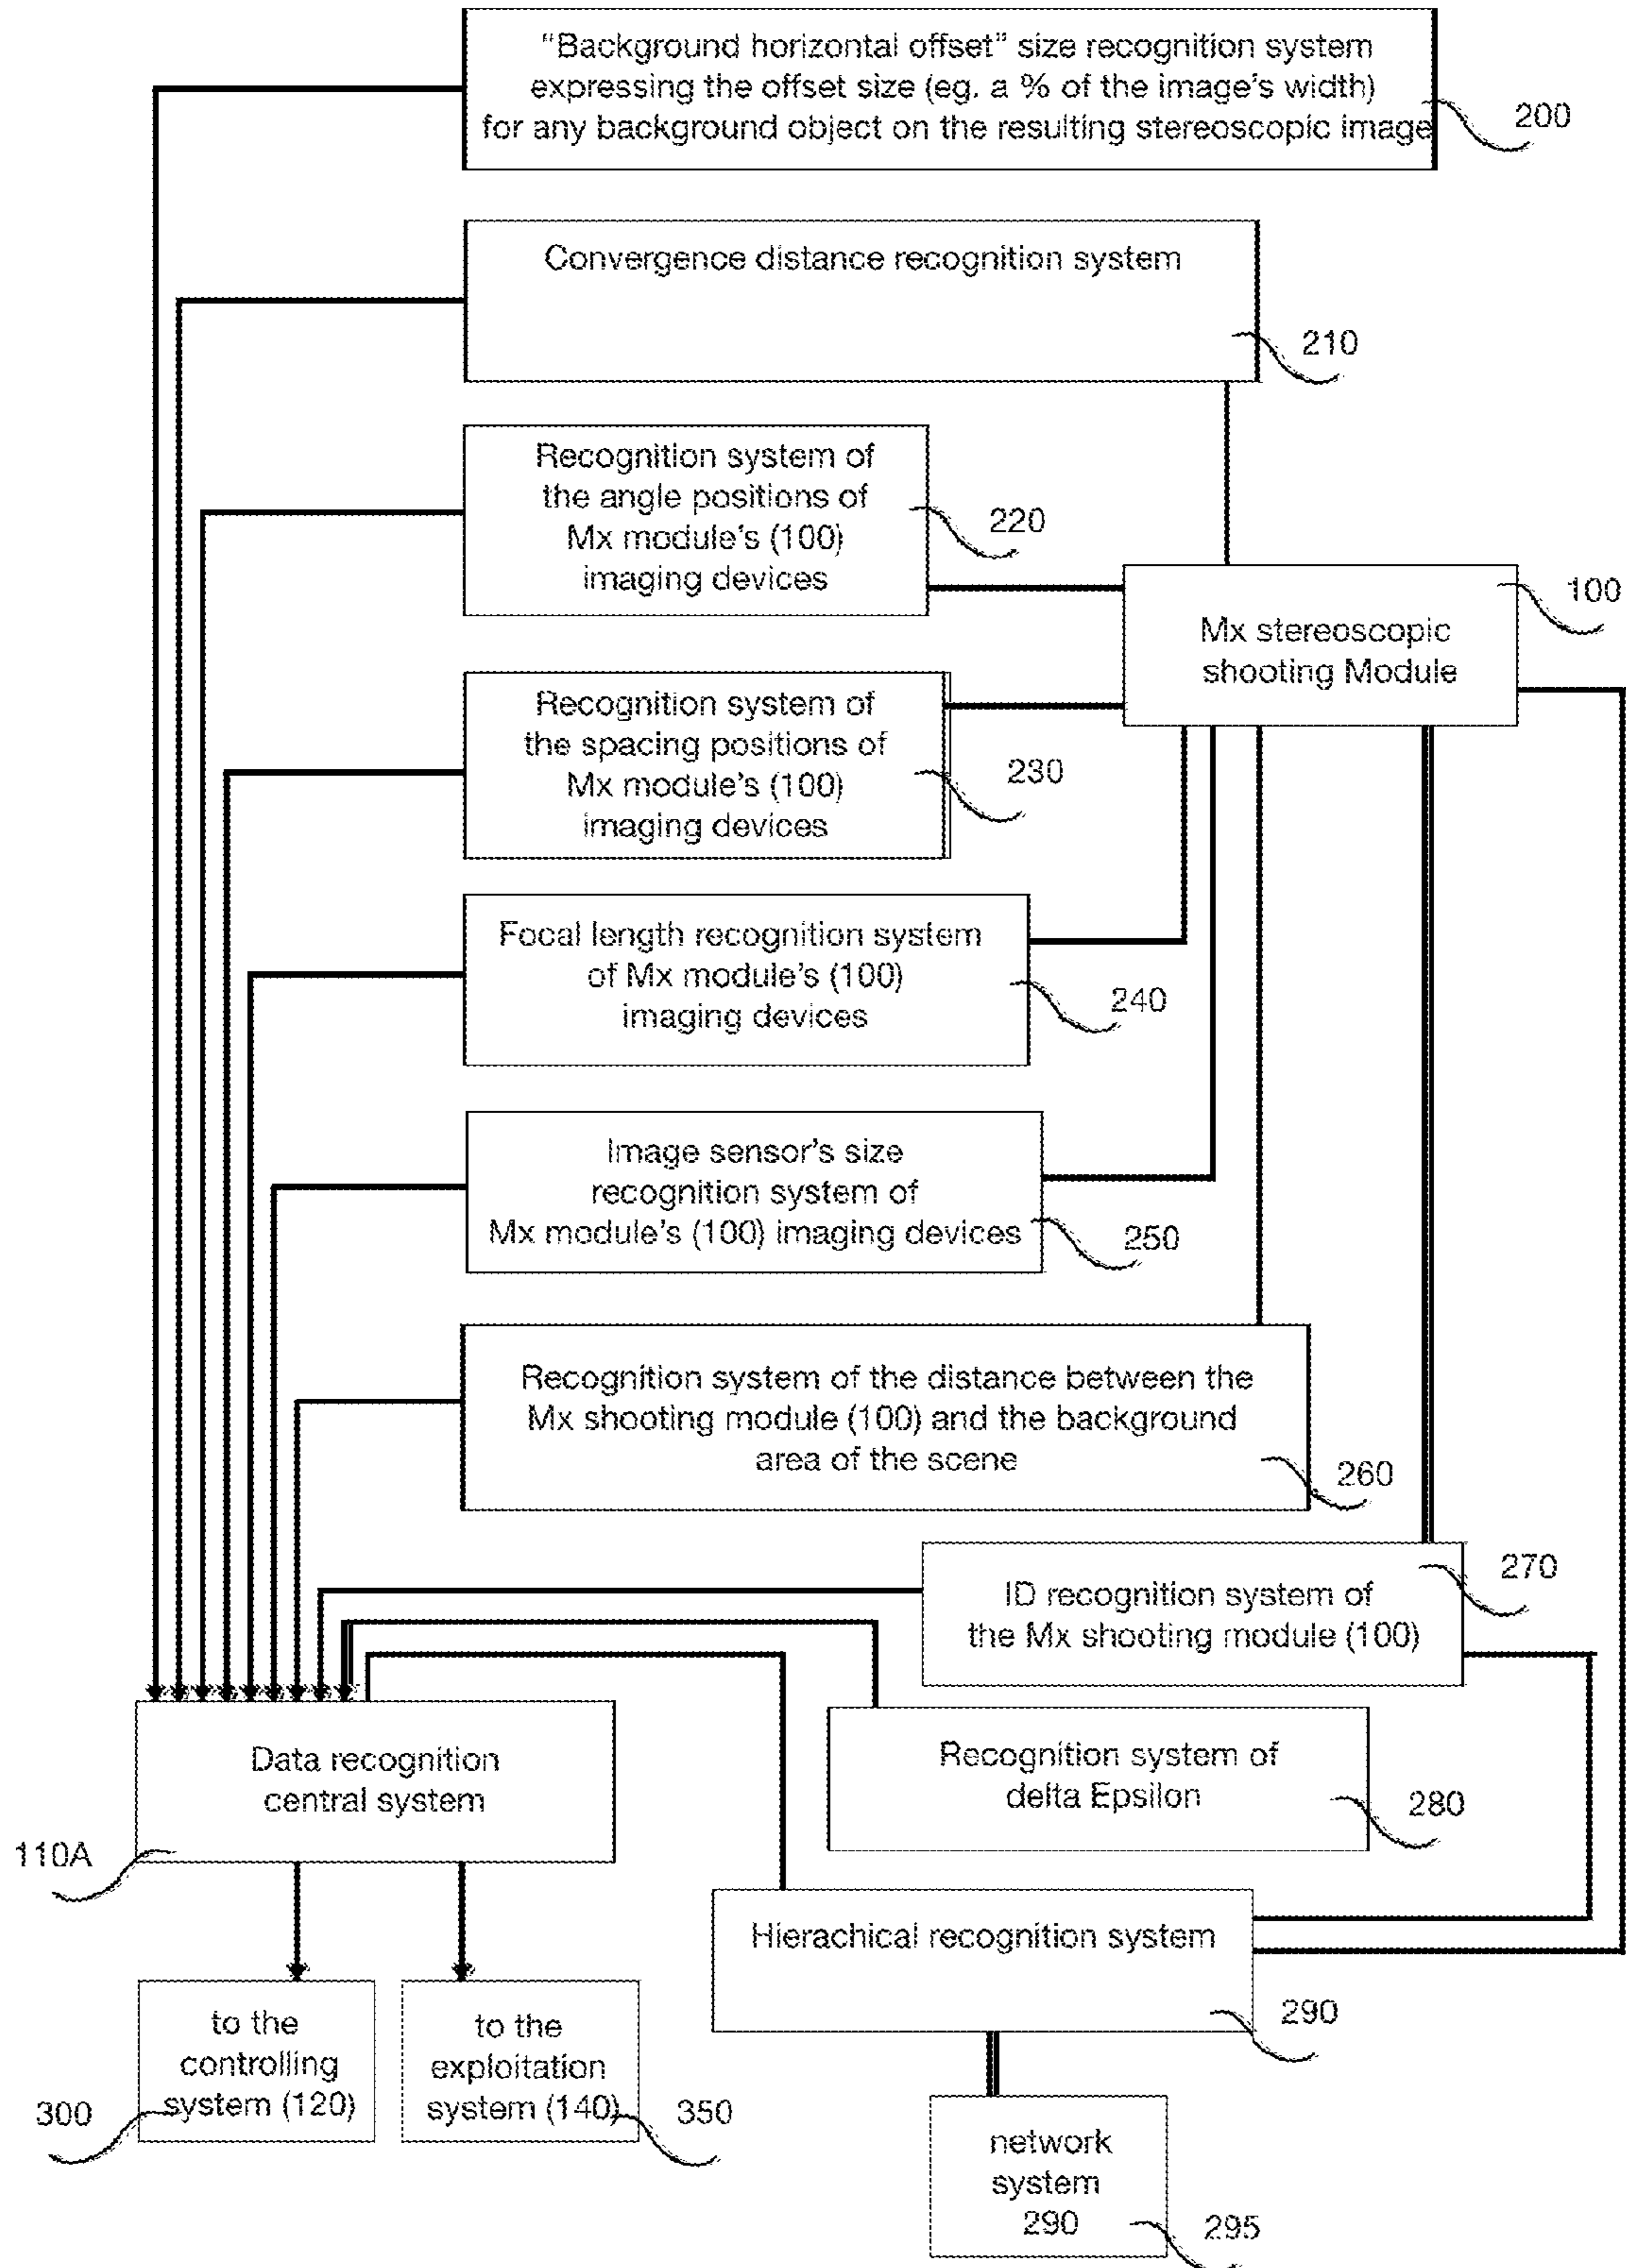 "Background horizontal offset" size recognition system
expressing the offset size (eg. a % of the image's width)
for any background object on the resulting stereoscopic image
200
Convergence distance recognition system
210
Recognition system of
the angle positions of
Mx module's (100)
imaging devices
220
100
Mx stereoscopic
shooting Module
Recognition system of
the spacing positions of
Mx module's (100)
imaging devices
230
Focal length recognition system
of Mx module's (100)
imaging devices
240
Image sensor's size
recognition system of
Mx module's (100) imaging devices
250
Recognition system of the distance between the
Mx shooting module (100) and the background
area of the scene
260
270
ID recognition system of
the Mx shooting module (100)
Data recognition
central system
110A
Recognition system of
delta Epsilon
280
Hierachical recognition system
290
to the
controlling
system (120)
300
to the
exploitation
system (140)
350
network
system
290
295